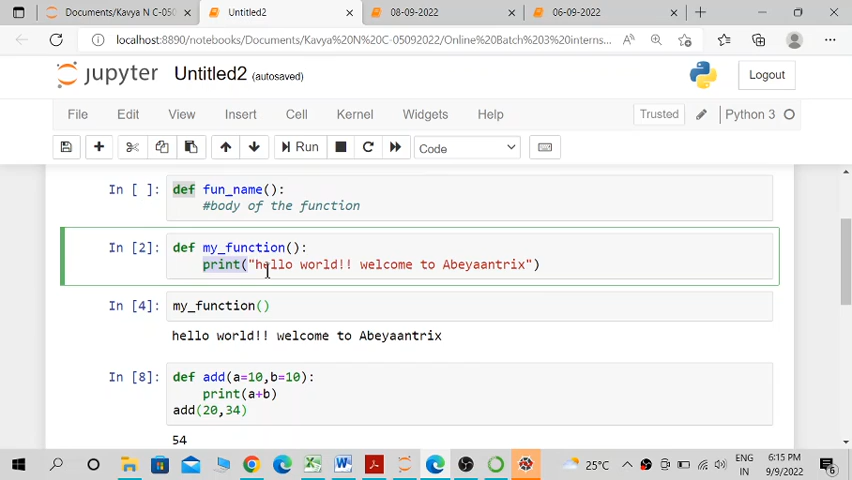 Documents/Kavya N C-050
Untitled2
08-09-2022
06-09-2022
localhost:8890/notebooks/Documents/Kavya%20N%20C-05092022/Online%20Batch%203%20interns...
jupyter Untitled2 (autosaved)
Logout
File Edit View Insert Cell Kernel Widgets Help
Trusted Python 3
Run Code
In [ ]: def fun_name():
#body of the function
In [2]: def my_function():
print("hello world!! welcome to Abeyaantrix")
In [4]: my_function()
hello world!! welcome to Abeyaantrix
In [8]: def add(a=10,b=10):
print(a+b)
add(20,34)
54
25°C
ENG
IN
6:15 PM
9/9/2022
6